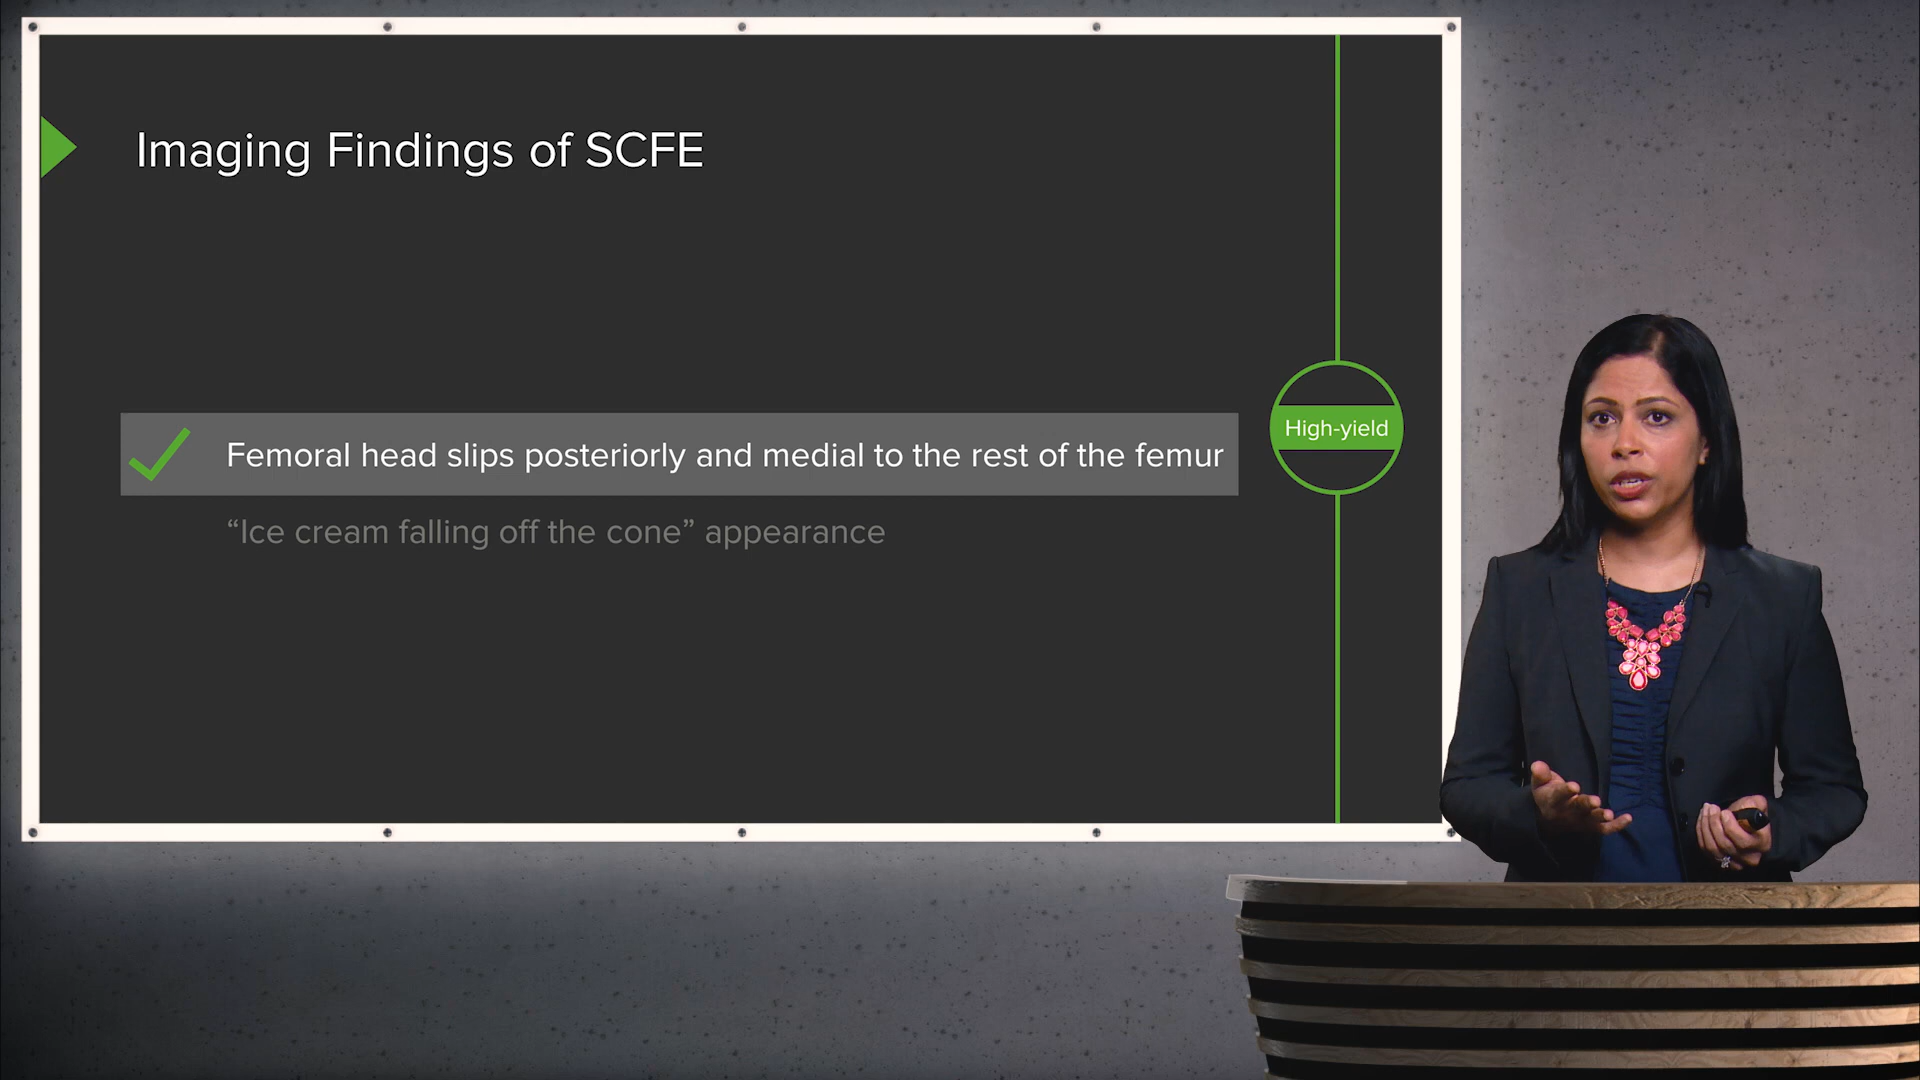 Imaging Findings of SCFE
Femoral head slips posteriorly and medial to the rest of the femur
High-yield
“Ice cream falling off the cone” appearance